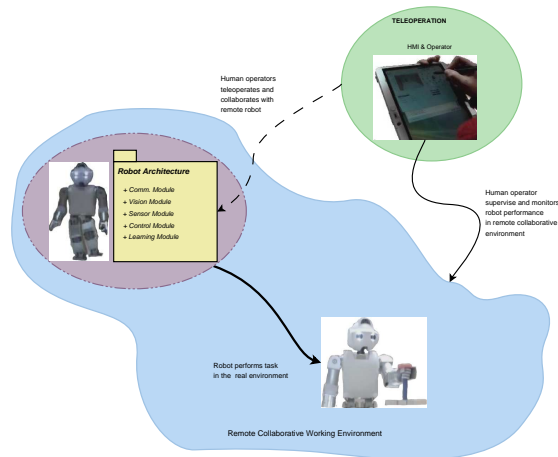 TELEOPERATION
HMI & Operator
Human operators
teleoperates and
collaborates with
remote robot
Robot Architecture
+ Comm. Module
+ Vision Module
+ Sensor Module
+ Control Module
+ Learning Module
Human operator
supervise and monitors
robot performance
in remote collaborative
environment
Robot performs task
in the real environment
Remote Collaborative Working Environment